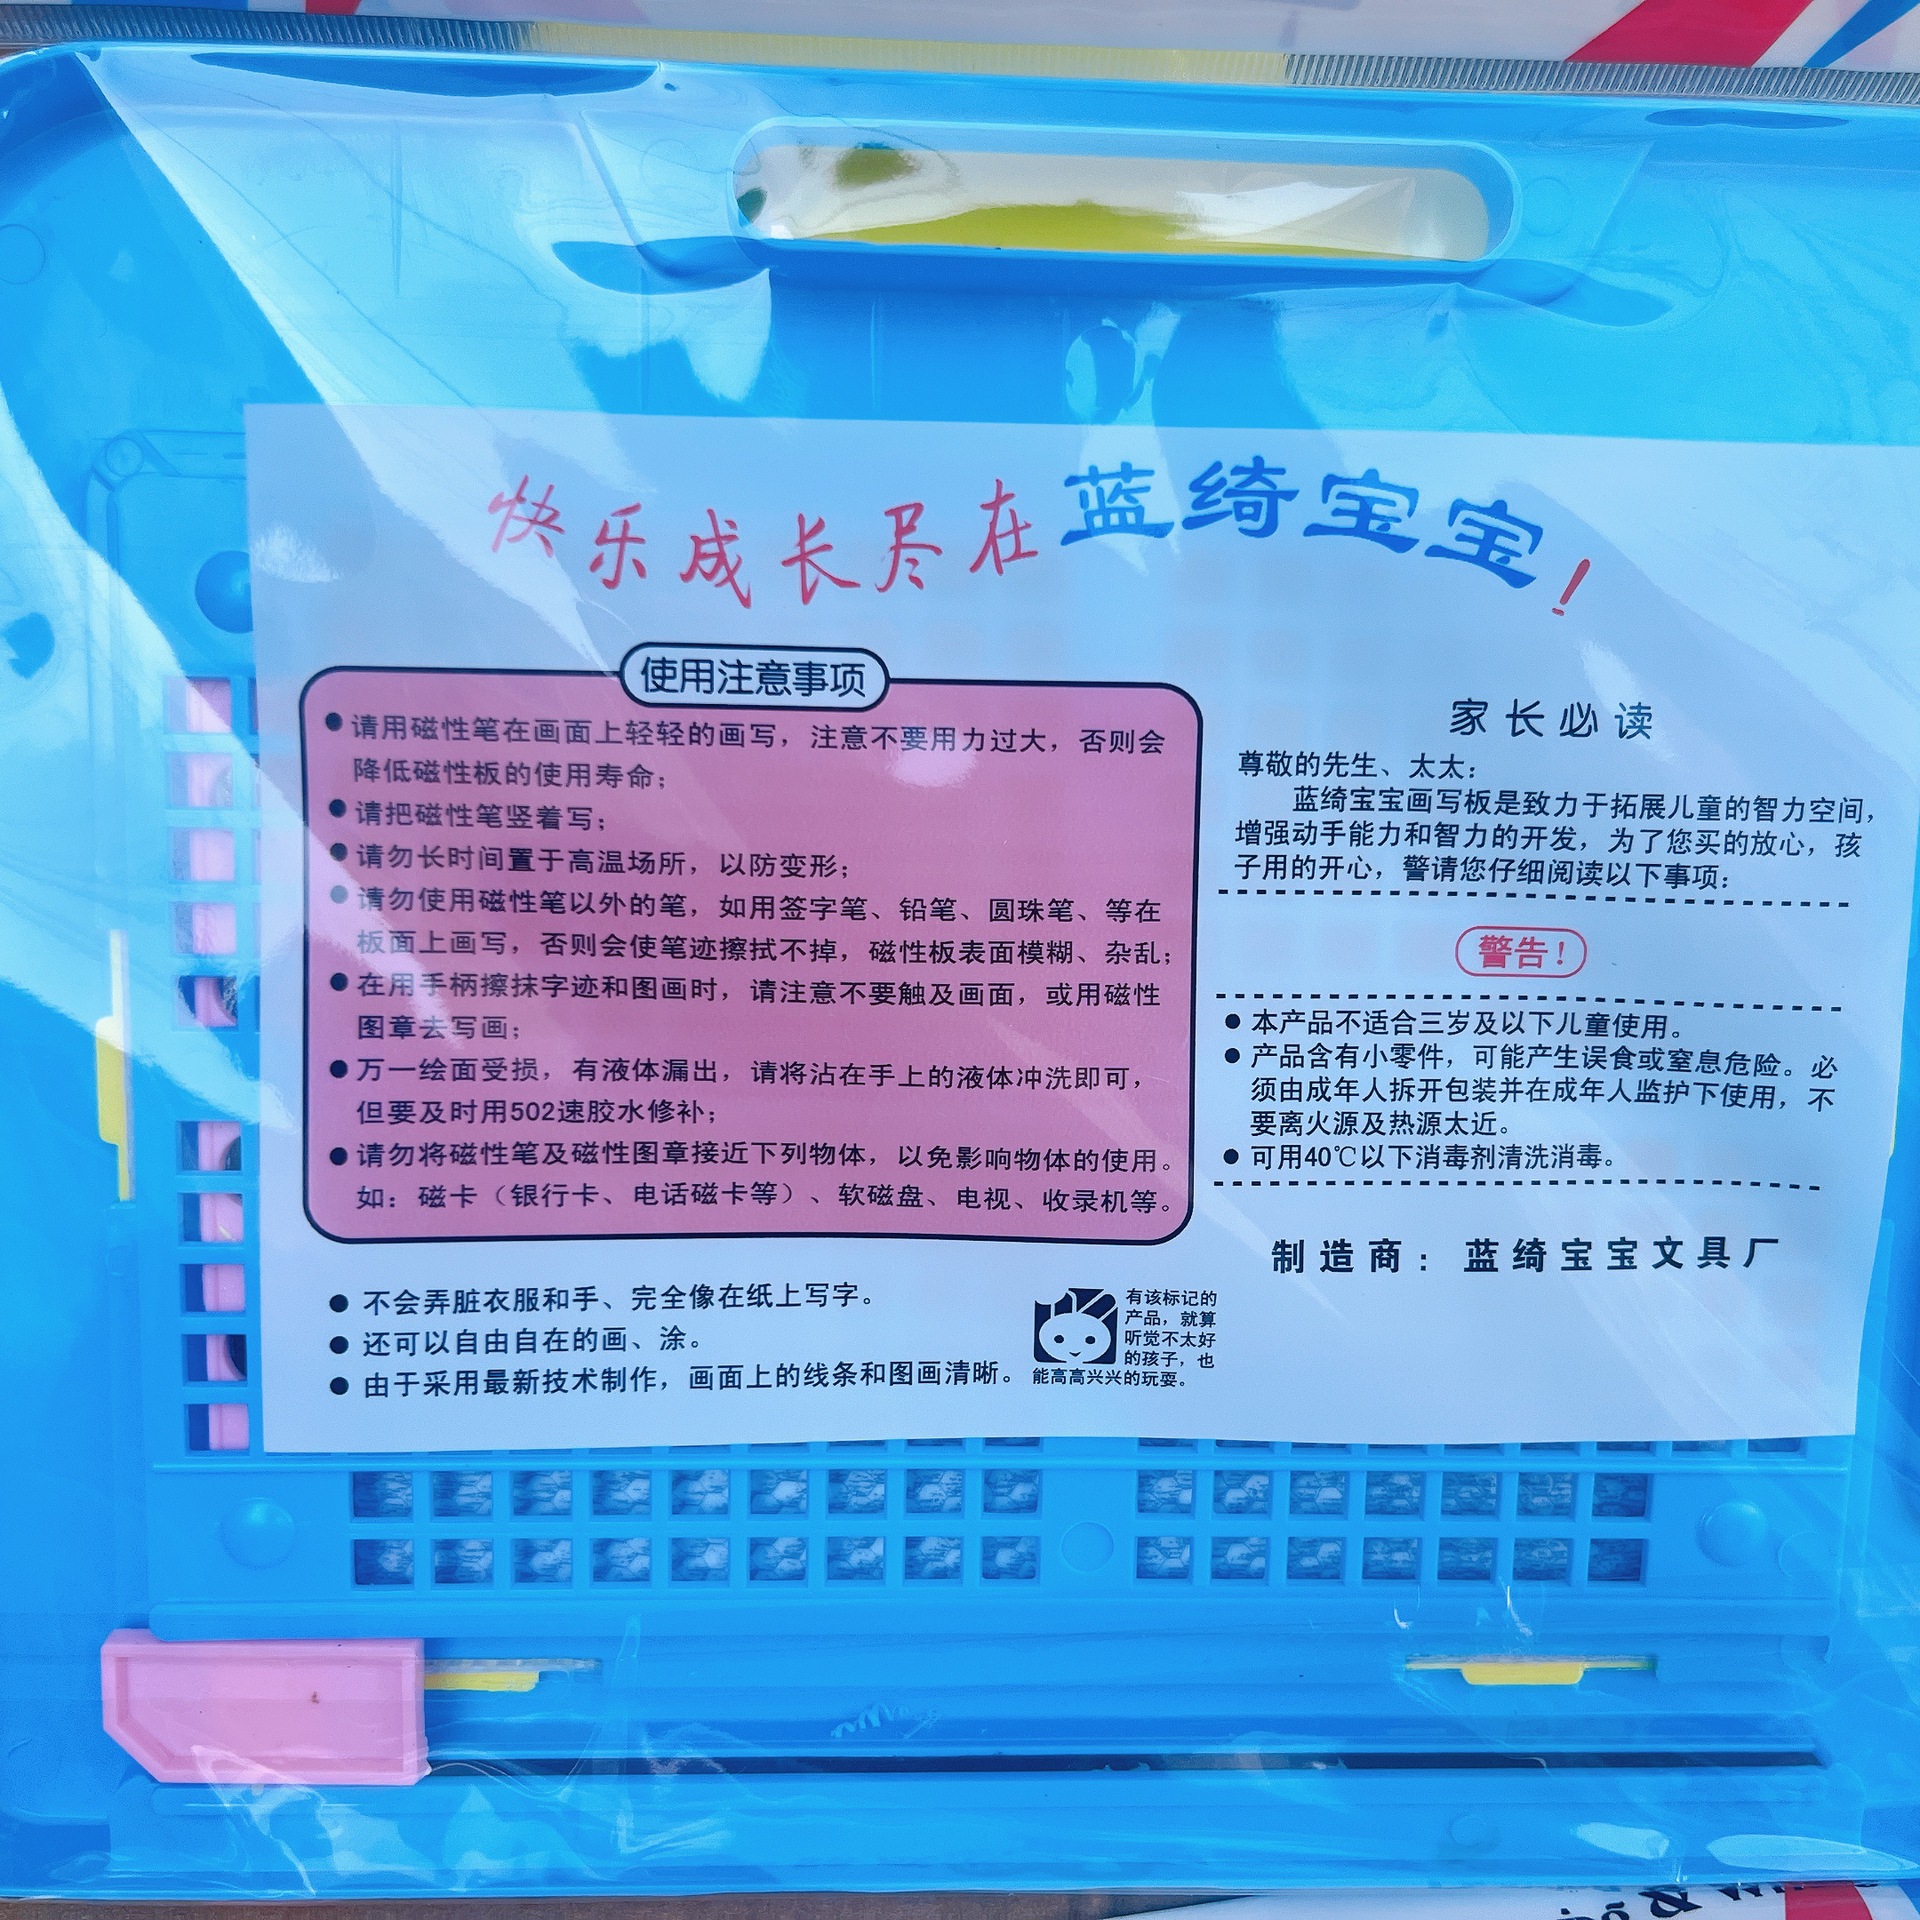 快乐成长尽在蓝绮宝宝！
使用注意事项
●请用磁性笔在画面上轻轻的画写，注意不要用力过大，否则会
降低磁性板的使用寿命；
●请把磁性笔竖着写；
●请勿长时间置于高温场所，以防变形；
●请勿使用磁性笔以外的笔，如用签字笔、铅笔、圆珠笔、等在
板面上画写，否则会使笔迹擦拭不掉，磁性板表面模糊、杂乱；
●在用手柄擦抹字迹和图画时，请注意不要触及画面，或用磁性
图章去写画；
●万一绘面受损，有液体漏出，请将沾在手上的液体冲洗即可，
但要及时用502速胶水修补；
●请勿将磁性笔及磁性图章接近下列物体，以免影响物体的使用。
如：磁卡（银行卡、电话磁卡等）、软磁盘、电视、收录机等。
●不会弄脏衣服和手、完全像在纸上写字。
●还可以自由自在的画、涂。
●由于采用最新技术制作，画面上的线条和图画清晰。
有该标记的
产品，就算
听觉不太好
的孩子，也
能高高兴兴的玩耍。
家长必读
尊敬的先生、太太：
蓝绮宝宝画写板是致力于拓展儿童的智力空间，
增强动手能力和智力的开发，为了您买的放心，孩
子用的开心，警请您仔细阅读以下事项：
警告！
●本产品不适合三岁及以下儿童使用。
●产品含有小零件，可能产生误食或窒息危险。必
须由成年人拆开包装并在成年人监护下使用，不
要离火源及热源太近。
●可用40℃以下消毒剂清洗消毒。
制造商：蓝绮宝宝文具厂